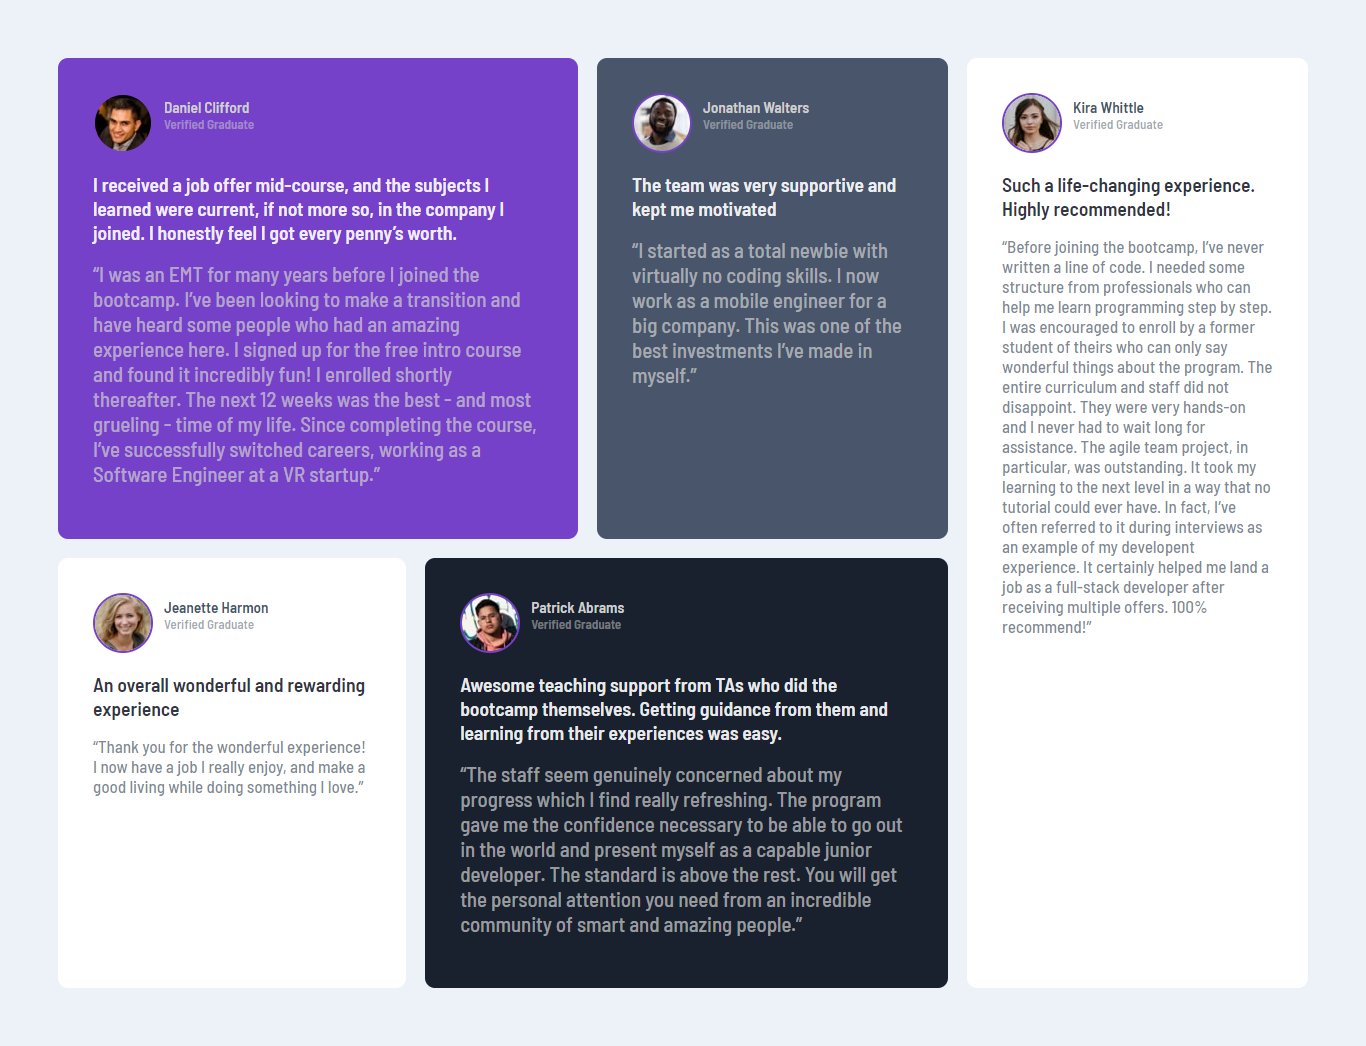 Daniel Clifford
Verified Graduate
I received a job offer mid-course, and the subjects I
learned were current, if not more so, in the company I
joined. I honestly feel I got every penny’s worth.
“I was an EMT for many years before I joined the
bootcamp. I’ve been looking to make a transition and
have heard some people who had an amazing
experience here. I signed up for the free intro course
and found it incredibly fun! I enrolled shortly
thereafter. The next 12 weeks was the best - and most
grueling - time of my life. Since completing the course,
I’ve successfully switched careers, working as a
Software Engineer at a VR startup.”
Jonathan Walters
Verified Graduate
The team was very supportive and
kept me motivated
“I started as a total newbie with
virtually no coding skills. I now
work as a mobile engineer for a
big company. This was one of the
best investments I’ve made in
myself.”
Kira Whittle
Verified Graduate
Such a life-changing experience.
Highly recommended!
“Before joining the bootcamp, I’ve never
written a line of code. I needed some
structure from professionals who can
help me learn programming step by step.
I was encouraged to enroll by a former
student of theirs who can only say
wonderful things about the program. The
entire curriculum and staff did not
disappoint. They were very hands-on
and I never had to wait long for
assistance. The agile team project, in
particular, was outstanding. It took my
learning to the next level in a way that no
tutorial could ever have. In fact, I’ve
often referred to it during interviews as
an example of my developent
experience. It certainly helped me land a
job as a full-stack developer after
receiving multiple offers. 100%
recommend!”
Jeanette Harmon
Verified Graduate
An overall wonderful and rewarding
experience
“Thank you for the wonderful experience!
I now have a job I really enjoy, and make a
good living while doing something I love.”
Patrick Abrams
Verified Graduate
Awesome teaching support from TAs who did the
bootcamp themselves. Getting guidance from them and
learning from their experiences was easy.
“The staff seem genuinely concerned about my
progress which I find really refreshing. The program
gave me the confidence necessary to be able to go out
in the world and present myself as a capable junior
developer. The standard is above the rest. You will get
the personal attention you need from an incredible
community of smart and amazing people.”